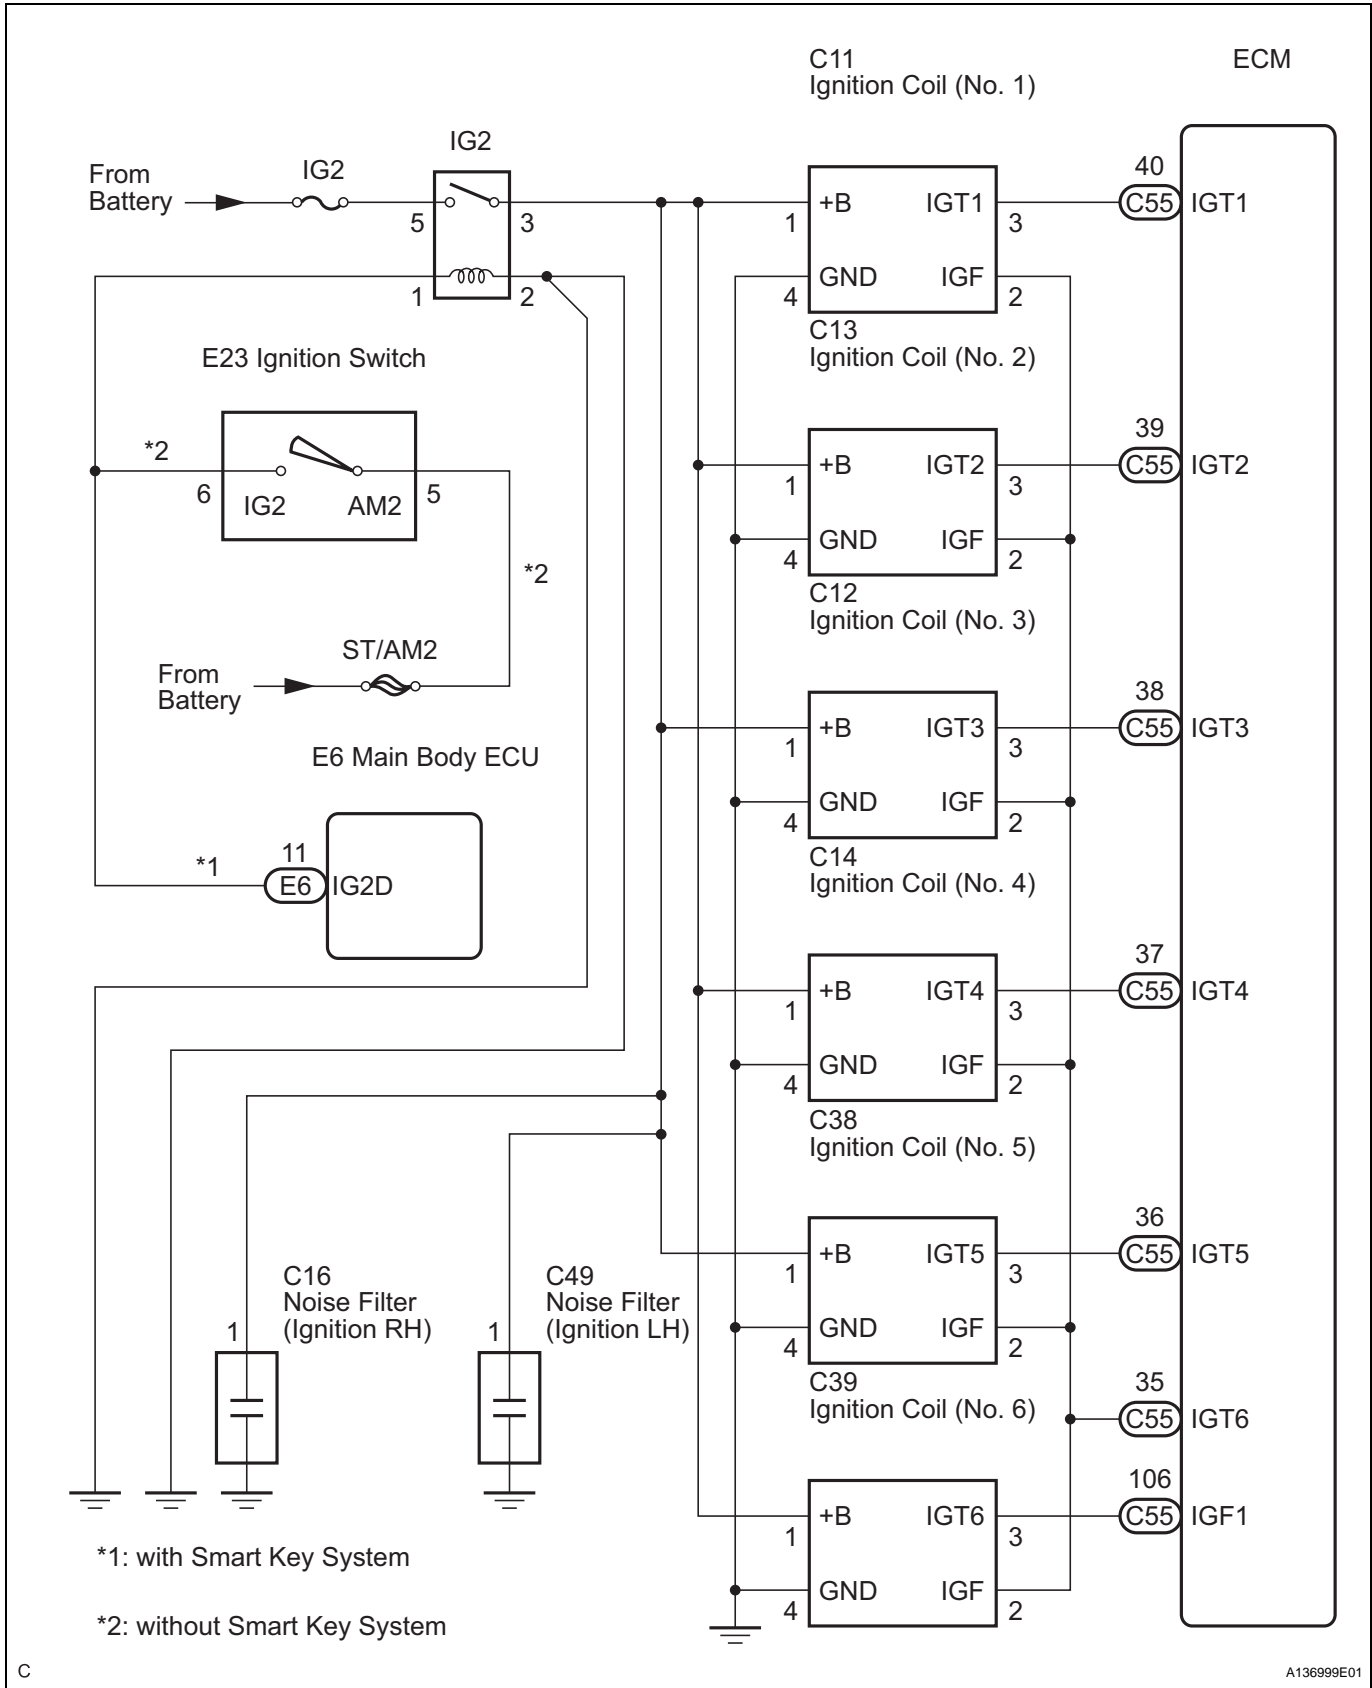 C11
Ignition Coil (No. 1)
ECM
IG2
From
Battery
IG2
5
3
1
2
+B
IGT1
1
3
40
C55
IGT1
GND
IGF
4
2
E23 Ignition Switch
*2
6
IG2
AM2
5
*2
ST/AM2
From
Battery
C13
Ignition Coil (No. 2)
+B
IGT2
1
3
39
C55
IGT2
GND
IGF
4
2
C12
Ignition Coil (No. 3)
+B
IGT3
1
3
38
C55
IGT3
GND
IGF
4
2
E6 Main Body ECU
*1
11
E6
IG2D
C14
Ignition Coil (No. 4)
+B
IGT4
1
3
37
C55
IGT4
GND
IGF
4
2
C38
Ignition Coil (No. 5)
+B
IGT5
1
3
36
C55
IGT5
GND
IGF
4
2
C16
Noise Filter
(Ignition RH)
1
C49
Noise Filter
(Ignition LH)
1
C39
Ignition Coil (No. 6)
35
C55
IGT6
+B
IGT6
1
3
106
C55
IGF1
GND
IGF
4
2
*1: with Smart Key System
*2: without Smart Key System
C
A136999E01